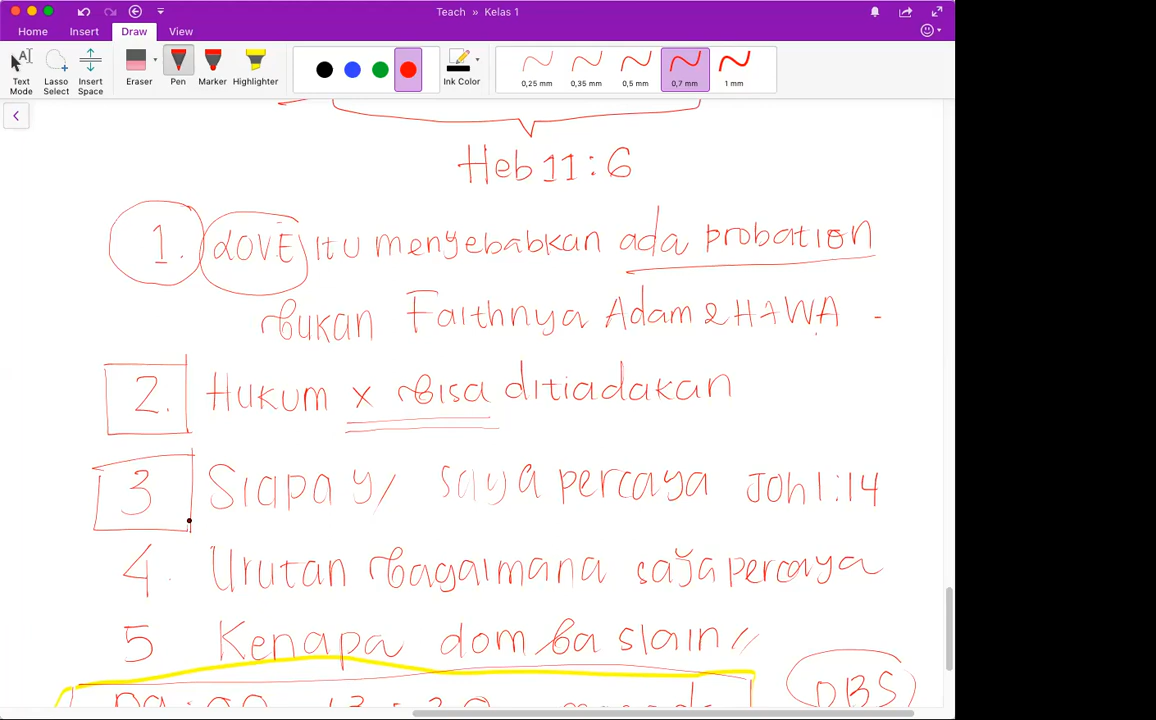 Teach » Kelas 1
Home Insert Draw View
Text Mode Lasso Select Insert Space Eraser Pen Marker Highlighter Ink Color 0,25 mm 0,35 mm 0,5 mm 0,7 mm 1 mm
Heb 11:6
1. LOVE itu menyebabkan ada probation
bukan Faithnya Adam & HAWA -
2. Hukum x bisa ditiadakan
3 Siapa y/ saya percaya Joh 1:14
4. Urutan bagaimana saya percaya
5 Kenapa domba slain //
DBS